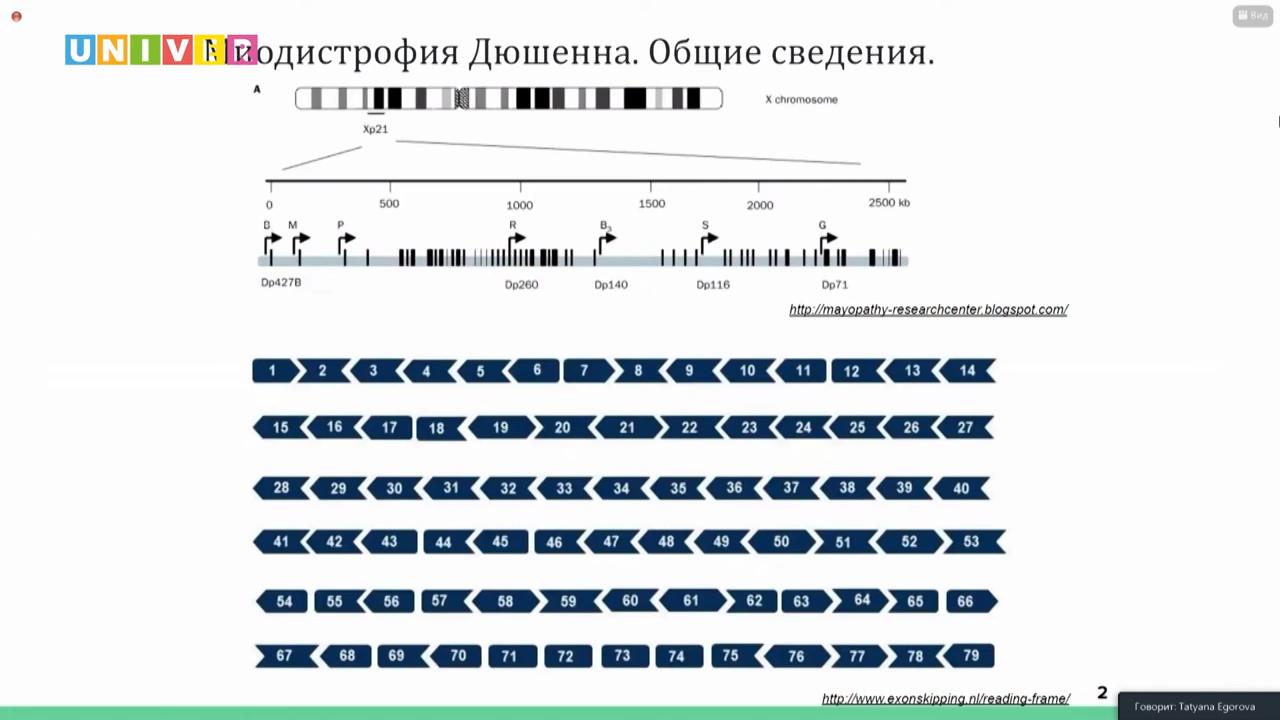 Вид
UNIVER
Миодистрофия Дюшенна. Общие сведения.
A
X chromosome
Xp21
0 500 1000 1500 2000 2500 kb
B M P R B3 S G
Dp427B Dp260 Dp140 Dp116 Dp71
http://mayopathy-researchcenter.blogspot.com/
1 2 3 4 5 6 7 8 9 10 11 12 13 14
15 16 17 18 19 20 21 22 23 24 25 26 27
28 29 30 31 32 33 34 35 36 37 38 39 40
41 42 43 44 45 46 47 48 49 50 51 52 53
54 55 56 57 58 59 60 61 62 63 64 65 66
67 68 69 70 71 72 73 74 75 76 77 78 79
http://www.exonskipping.nl/reading-frame/
2
Говорит: Tatyana Egorova